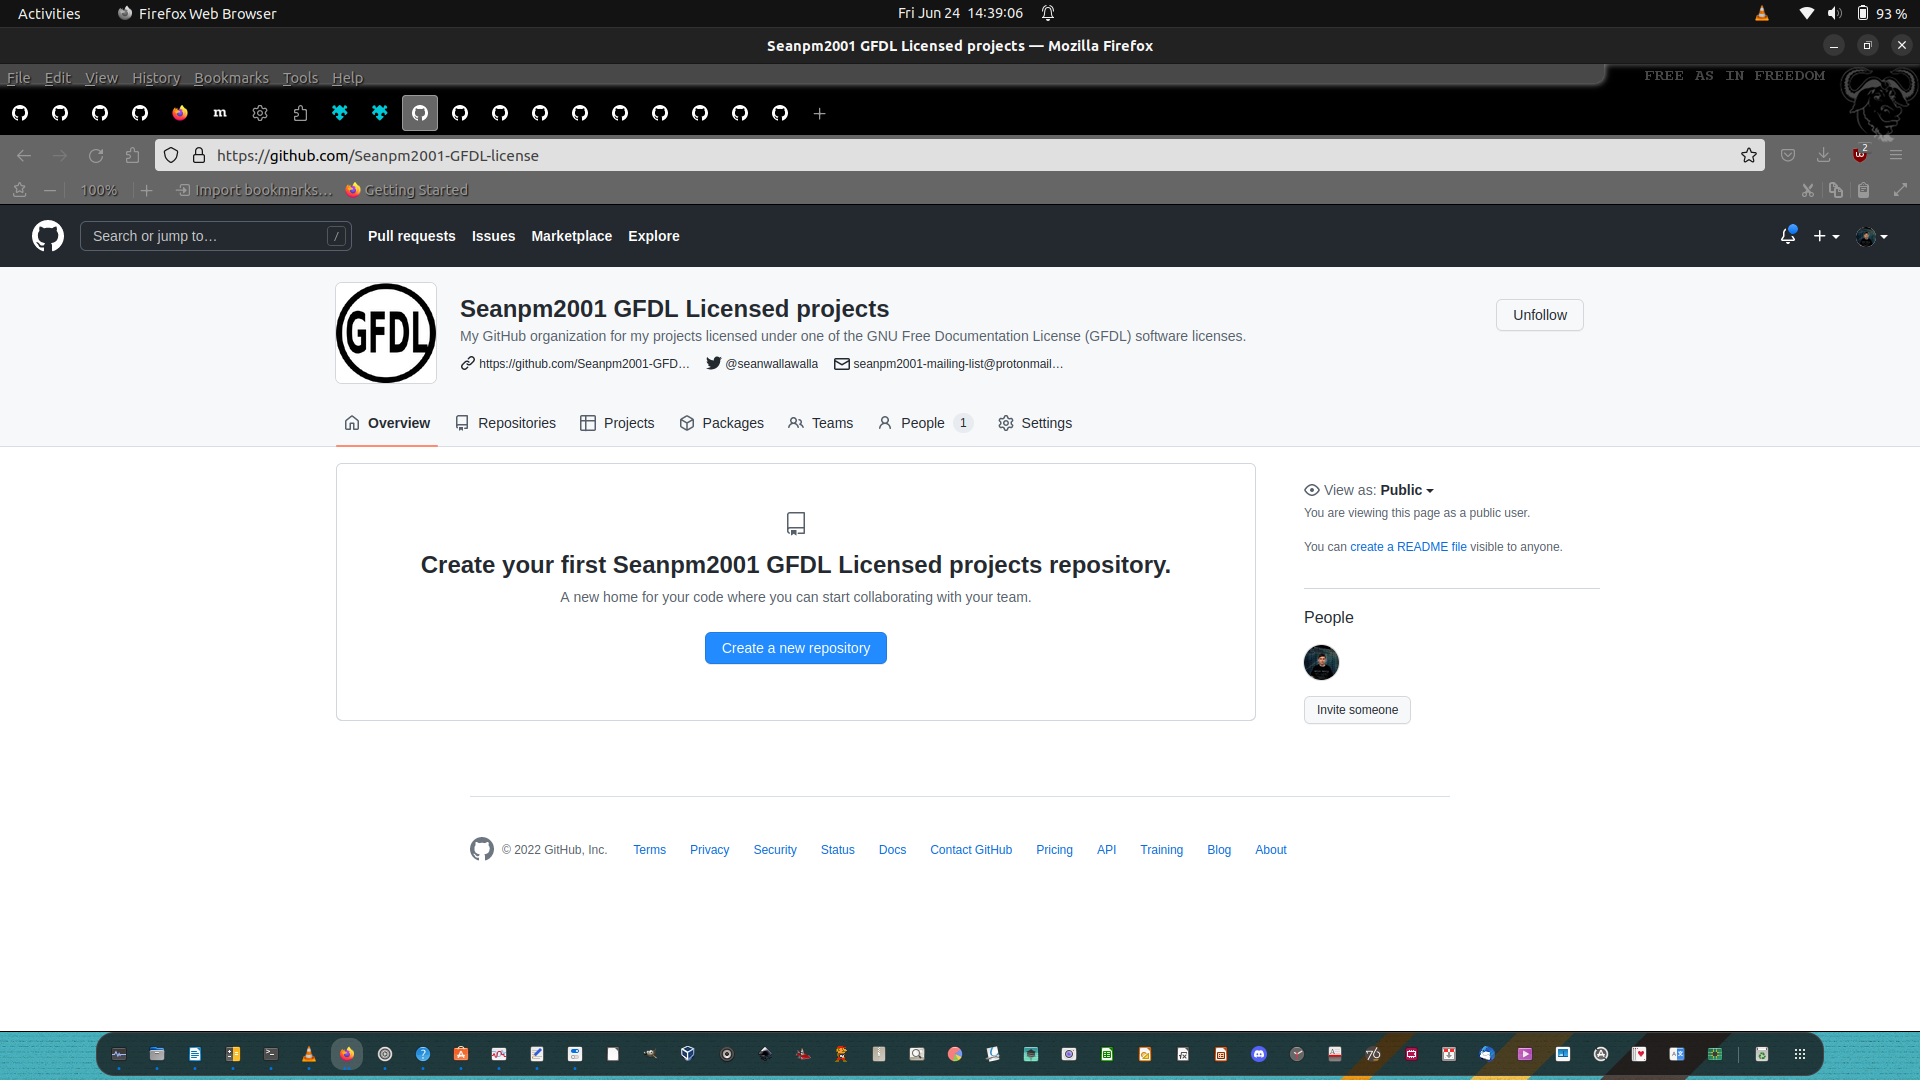 Activities Firefox Web Browser Fri Jun 24 14:39:06 93 %
Seanpm2001 GFDL Licensed projects — Mozilla Firefox
File Edit View History Bookmarks Tools Help FREE AS IN FREEDOM
m
https://github.com/Seanpm2001-GFDL-license 2
100% Import bookmarks... Getting Started
Search or jump to... / Pull requests Issues Marketplace Explore
GFDL
Seanpm2001 GFDL Licensed projects
Unfollow
My GitHub organization for my projects licensed under one of the GNU Free Documentation License (GFDL) software licenses.
https://github.com/Seanpm2001-GFD... @seanwallawalla seanpm2001-mailing-list@protonmail...
Overview Repositories Projects Packages Teams People 1 Settings
View as: Public
You are viewing this page as a public user.
You can create a README file visible to anyone.
Create your first Seanpm2001 GFDL Licensed projects repository.
A new home for your code where you can start collaborating with your team.
Create a new repository
People
Invite someone
© 2022 GitHub, Inc. Terms Privacy Security Status Docs Contact GitHub Pricing API Training Blog About
76